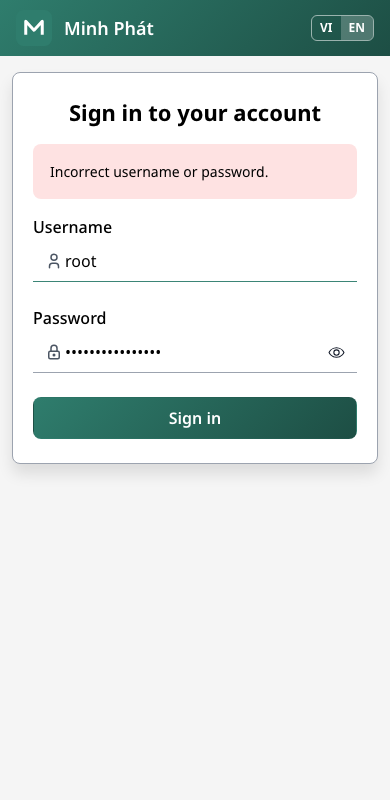 Minh Phát
VI EN
Sign in to your account
Incorrect username or password.
Username
root
Password
••••••••••••••••
Sign in